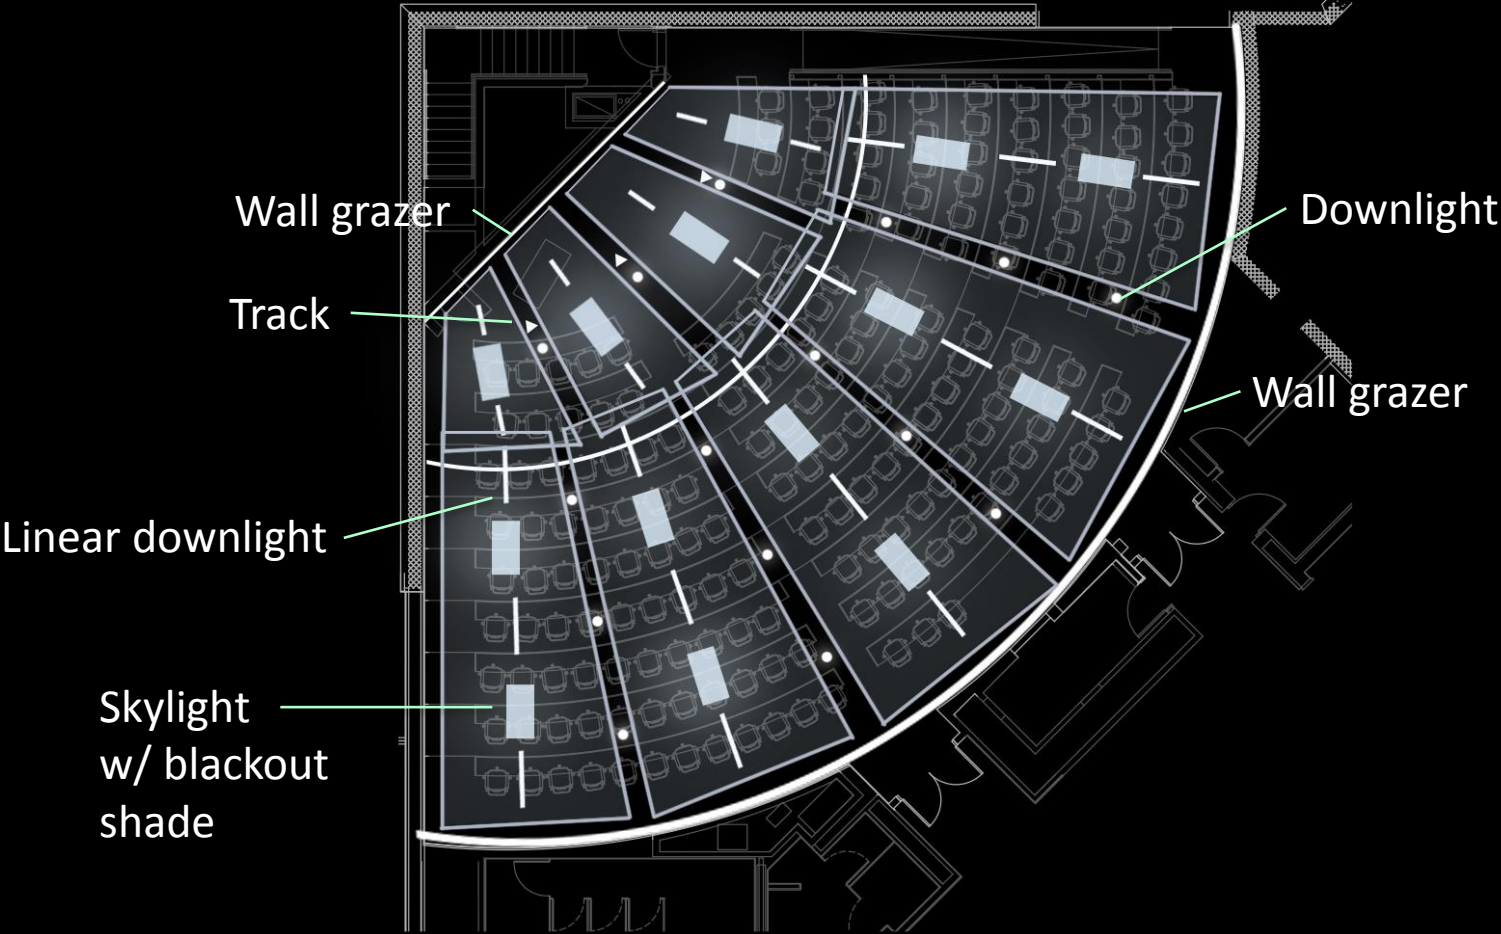 Wall grazer
Downlight
Track
Wall grazer
Linear downlight
Skylight
w/ blackout
shade